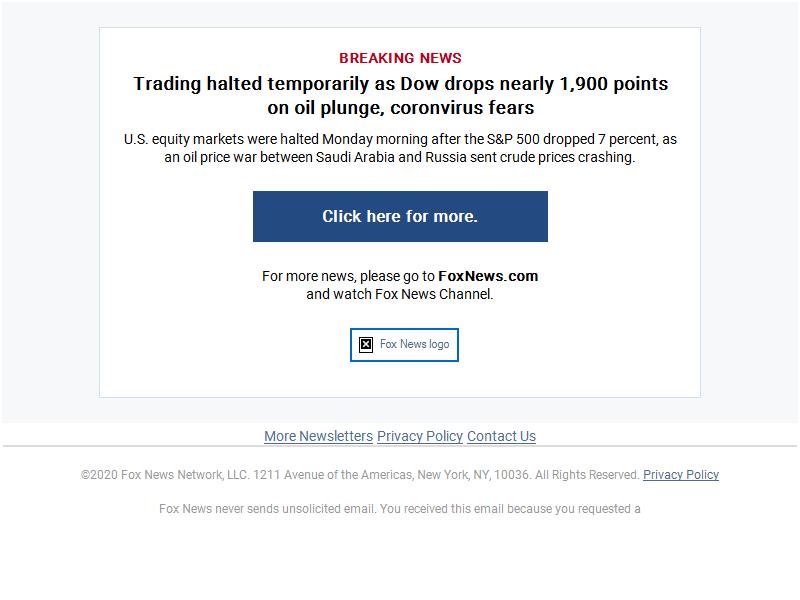 BREAKING NEWS
Trading halted temporarily as Dow drops nearly 1,900 points
on oil plunge, coronvirus fears
U.S. equity markets were halted Monday morning after the S&P 500 dropped 7 percent, as
an oil price war between Saudi Arabia and Russia sent crude prices crashing.
Click here for more.
For more news, please go to FoxNews.com
and watch Fox News Channel.
Fox News logo
More Newsletters Privacy Policy Contact Us
©2020 Fox News Network, LLC. 1211 Avenue of the Americas, New York, NY, 10036. All Rights Reserved. Privacy Policy
Fox News never sends unsolicited email. You received this email because you requested a